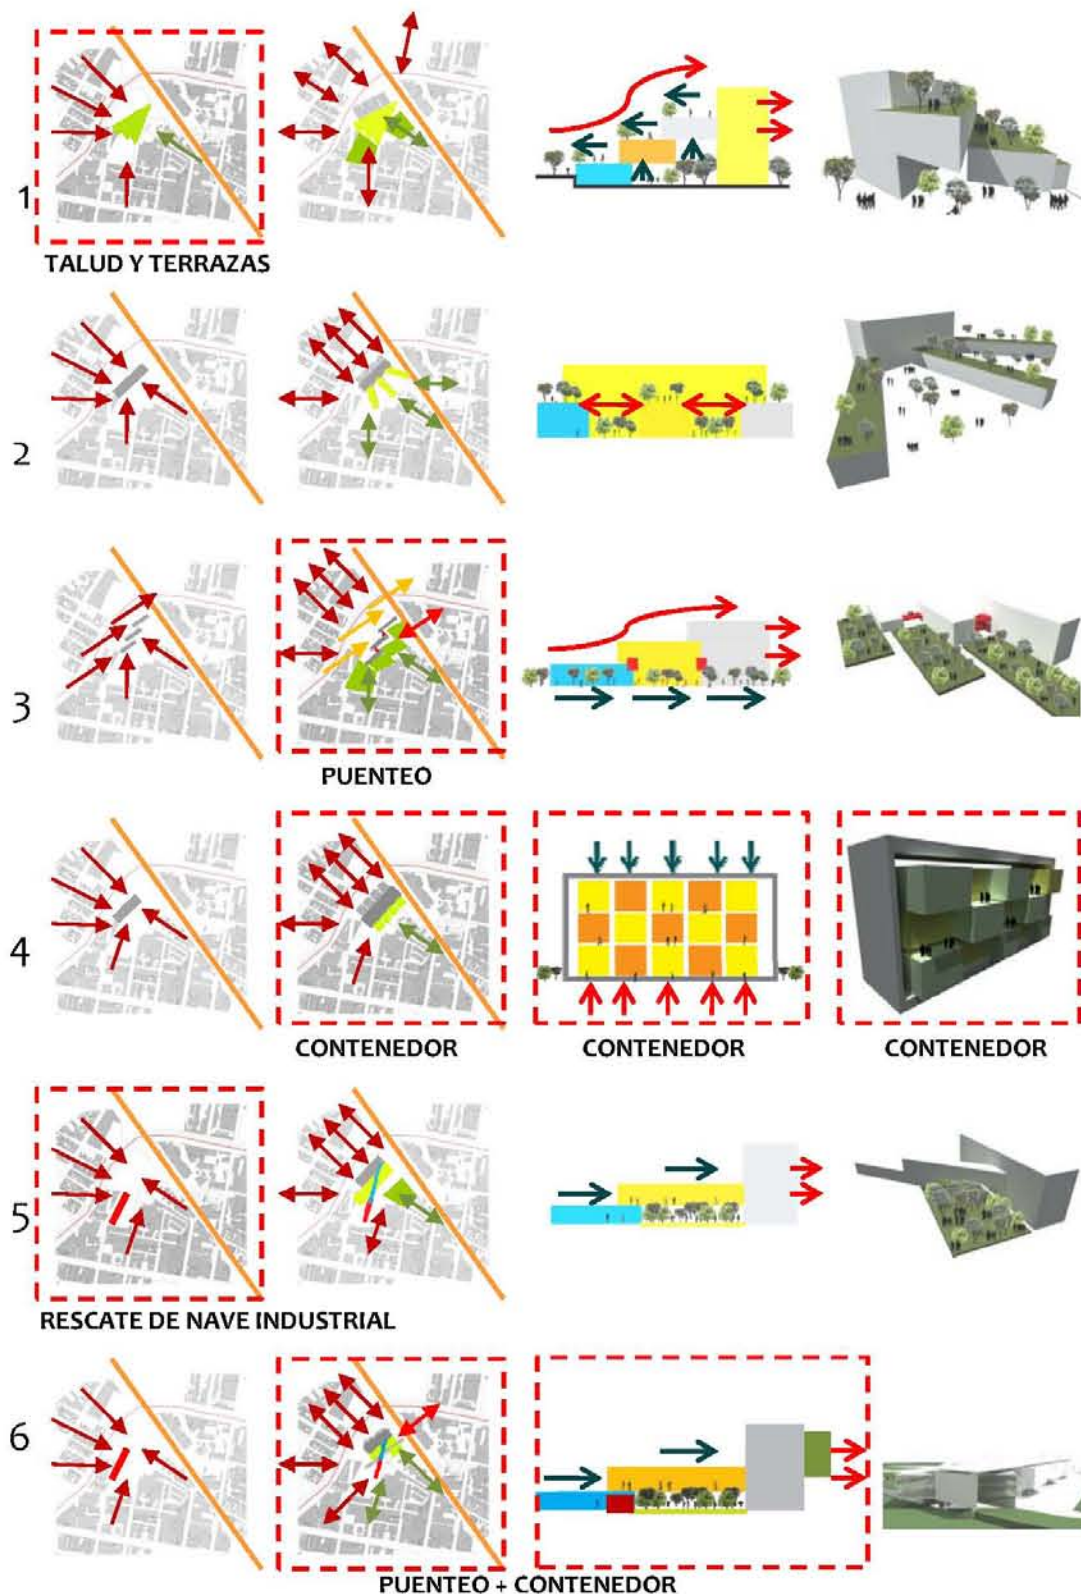 1
TALUD Y TERRAZAS
2
3
PUENTEO
4
CONTENEDOR CONTENEDOR CONTENEDOR
5
RESCATE DE NAVE INDUSTRIAL
6
PUENTEO + CONTENEDOR